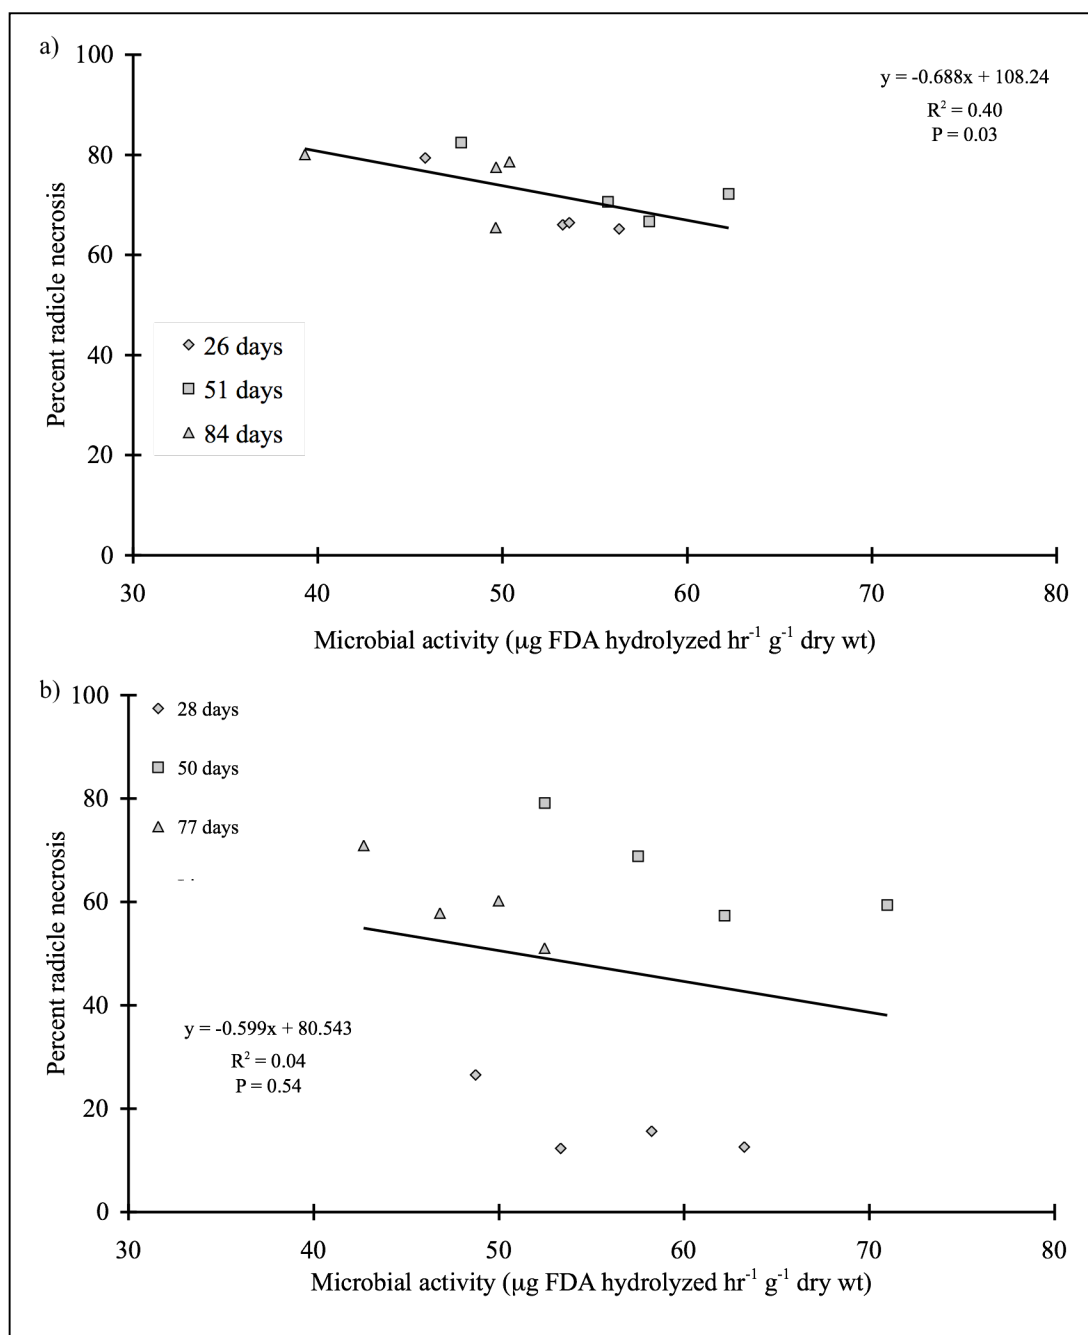 a)
100
80
60
40
20
0
Percent radicle necrosis
y = -0.688x + 108.24
R² = 0.40
P = 0.03
26 days
51 days
84 days
30 40 50 60 70 80
Microbial activity (μg FDA hydrolyzed hr⁻¹ g⁻¹ dry wt)
b)
100
80
60
40
20
0
Percent radicle necrosis
28 days
50 days
77 days
y = -0.599x + 80.543
R² = 0.04
P = 0.54
30 40 50 60 70 80
Microbial activity (μg FDA hydrolyzed hr⁻¹ g⁻¹ dry wt)